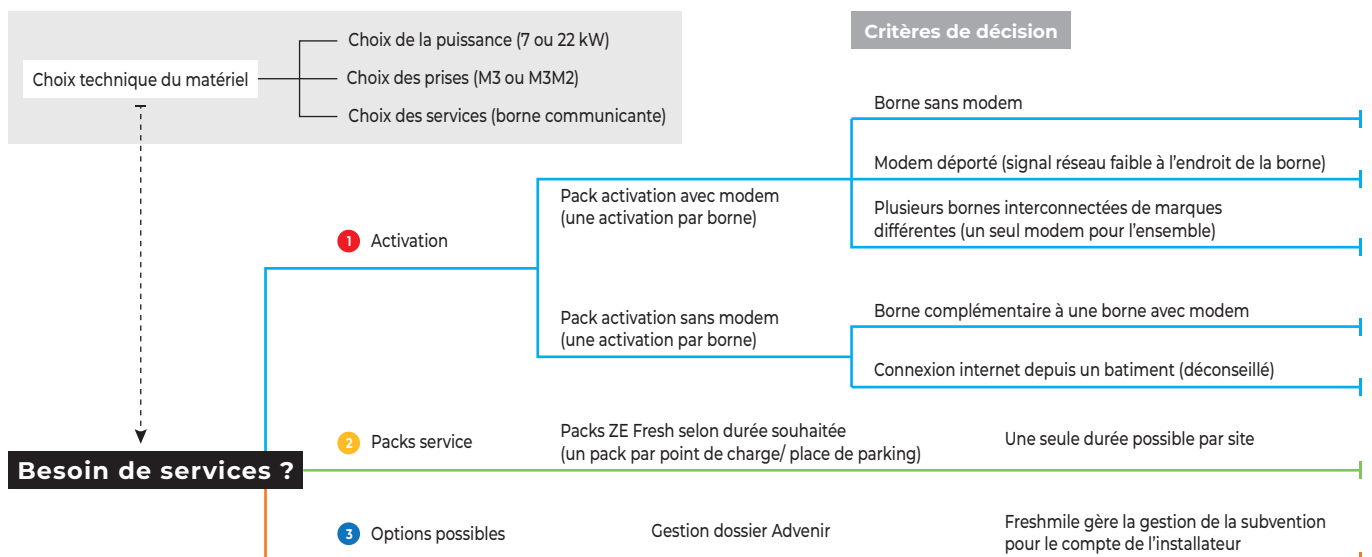 Critères de décision
Choix technique du matériel
Choix de la puissance (7 ou 22 kW)
Choix des prises (M3 ou M3M2)
Choix des services (borne communicante)
Besoin de services ?
1 Activation
Pack activation avec modem
(une activation par borne)
Borne sans modem
Modem déporté (signal réseau faible à l’endroit de la borne)
Plusieurs bornes interconnectées de marques
différentes (un seul modem pour l’ensemble)
Pack activation sans modem
(une activation par borne)
Borne complémentaire à une borne avec modem
Connexion internet depuis un batiment (déconseillé)
2 Packs service
Packs ZE Fresh selon durée souhaitée
(un pack par point de charge/ place de parking)
Une seule durée possible par site
3 Options possibles
Gestion dossier Advenir
Freshmile gère la gestion de la subvention
pour le compte de l’installateur